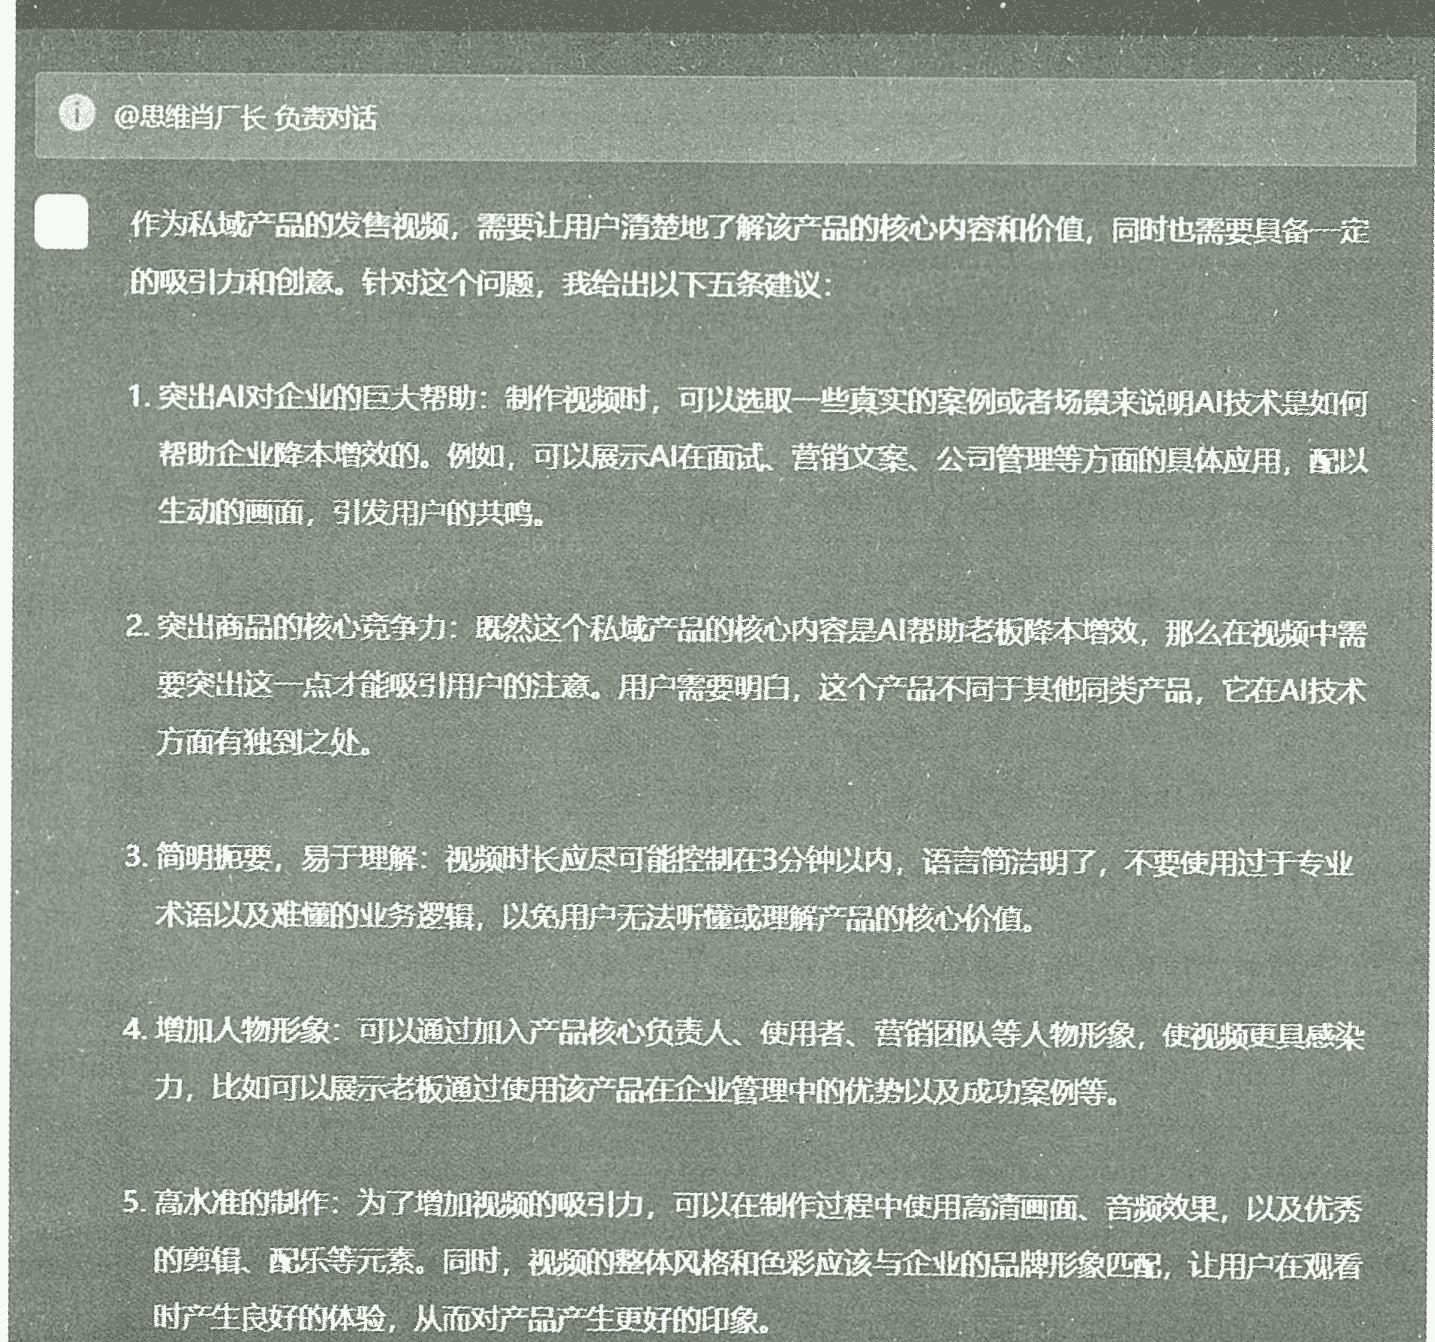 @思维肖厂长 负责对话
作为私域产品的发售视频，需要让用户清楚地了解该产品的核心内容和价值，同时也需要具备一定
的吸引力和创意。针对这个问题，我给出以下五条建议：
1. 突出AI对企业的巨大帮助：制作视频时，可以选取一些真实的案例或者场景来说明AI技术是如何
帮助企业降本增效的。例如，可以展示AI在面试、营销文案、公司管理等方面的具体应用，配以
生动的画面，引发用户的共鸣。
2. 突出商品的核心竞争力：既然这个私域产品的核心内容是AI帮助老板降本增效，那么在视频中需
要突出这一点才能吸引用户的注意。用户需要明白，这个产品不同于其他同类产品，它在AI技术
方面有独到之处。
3. 简明扼要，易于理解：视频时长应尽可能控制在3分钟以内，语言简洁明了，不要使用过于专业
术语以及难懂的业务逻辑，以免用户无法听懂或理解产品的核心价值。
4. 增加人物形象：可以通过加入产品核心负责人、使用者、营销团队等人物形象，使视频更具感染
力，比如可以展示老板通过使用该产品在企业管理中的优势以及成功案例等。
5. 高水准的制作：为了增加视频的吸引力，可以在制作过程中使用高清画面、音频效果，以及优秀
的剪辑、配乐等元素。同时，视频的整体风格和色彩应该与企业的品牌形象匹配，让用户在观看
时产生良好的体验，从而对产品产生更好的印象。